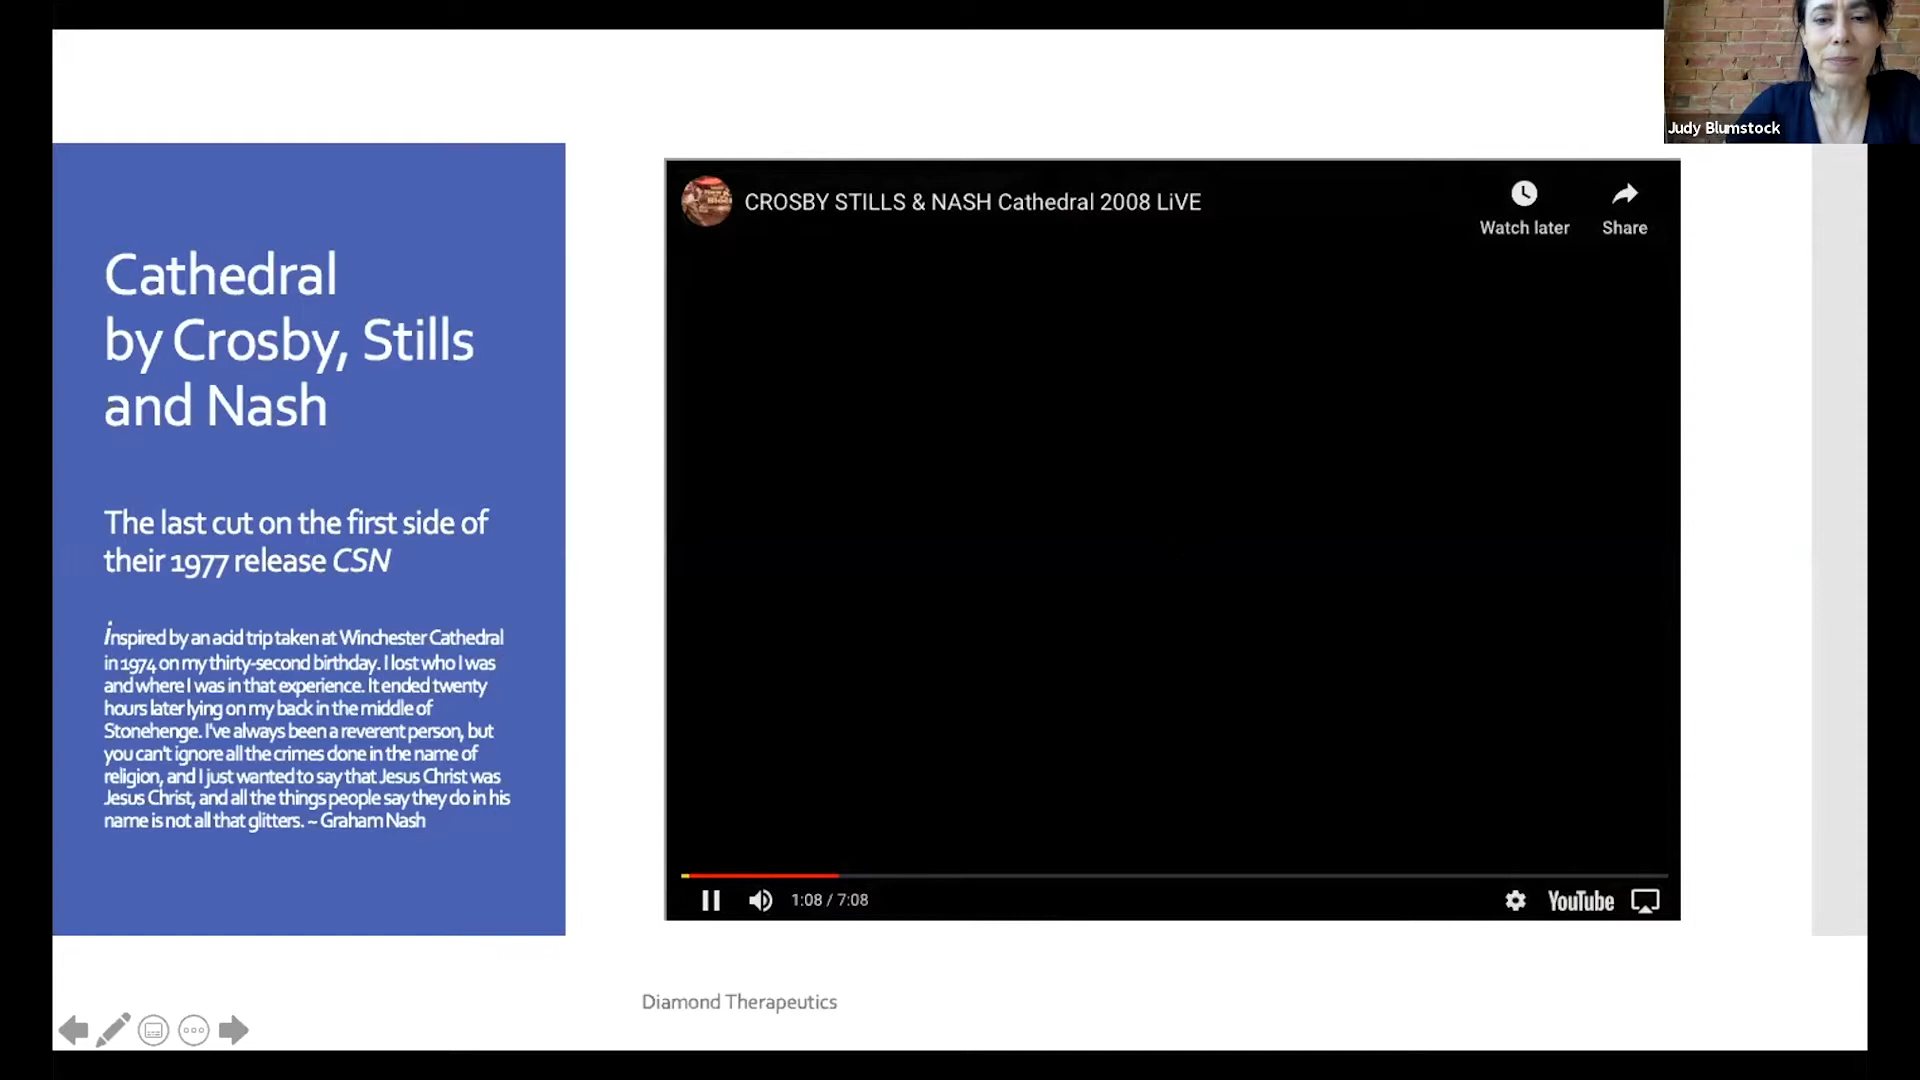 Judy Blumstock
Cathedral
by Crosby, Stills
and Nash
The last cut on the first side of
their 1977 release CSN
inspired by an acid trip taken at Winchester Cathedral
in 1974 on my thirty-second birthday. I lost who I was
and where I was in that experience. It ended twenty
hours later lying on my back in the middle of
Stonehenge. I've always been a reverent person, but
you can't ignore all the crimes done in the name of
religion, and I just wanted to say that Jesus Christ was
Jesus Christ, and all the things people say they do in his
name is not all that glitters. ~ Graham Nash
CROSBY STILLS & NASH Cathedral 2008 LiVE
Watch later
Share
1:08 / 7:08
YouTube
Diamond Therapeutics